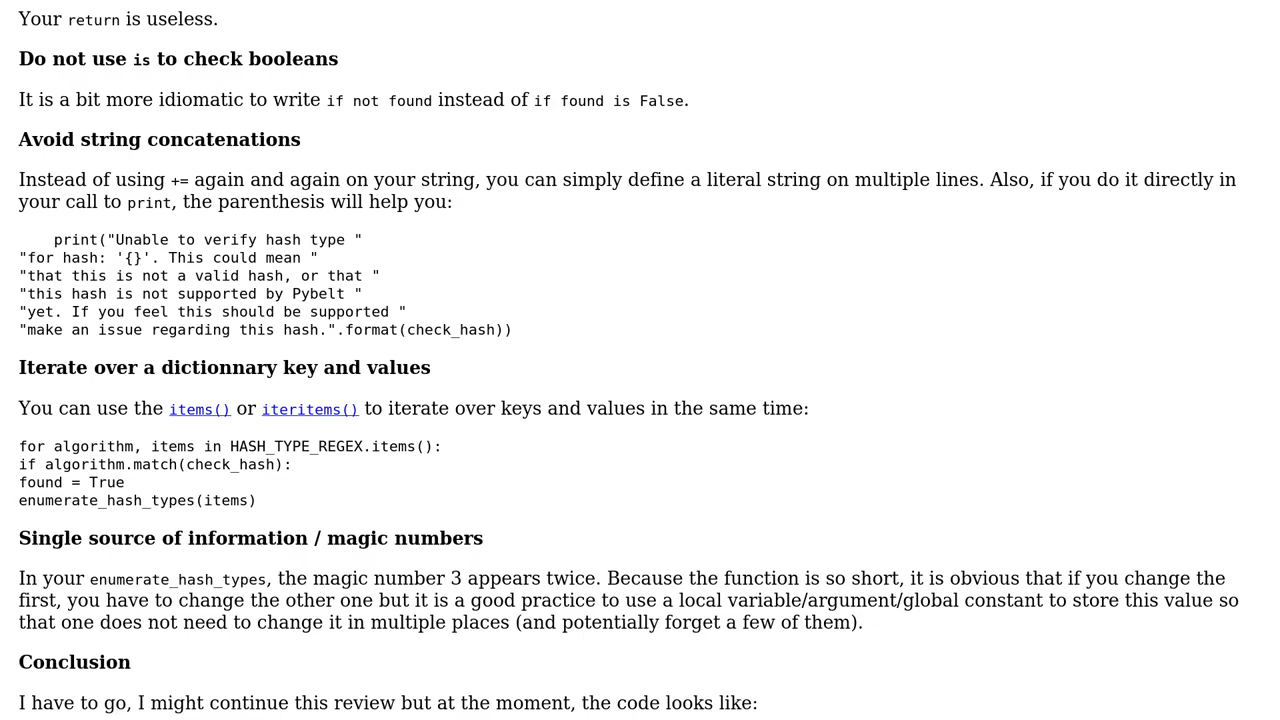 Your return is useless.
Do not use is to check booleans
It is a bit more idiomatic to write if not found instead of if found is False.
Avoid string concatenations
Instead of using += again and again on your string, you can simply define a literal string on multiple lines. Also, if you do it directly in
your call to print, the parenthesis will help you:
    print("Unable to verify hash type "
"for hash: '{}'. This could mean "
"that this is not a valid hash, or that "
"this hash is not supported by Pybelt "
"yet. If you feel this should be supported "
"make an issue regarding this hash.".format(check_hash))
Iterate over a dictionnary key and values
You can use the items() or iteritems() to iterate over keys and values in the same time:
for algorithm, items in HASH_TYPE_REGEX.items():
if algorithm.match(check_hash):
found = True
enumerate_hash_types(items)
Single source of information / magic numbers
In your enumerate_hash_types, the magic number 3 appears twice. Because the function is so short, it is obvious that if you change the
first, you have to change the other one but it is a good practice to use a local variable/argument/global constant to store this value so
that one does not need to change it in multiple places (and potentially forget a few of them).
Conclusion
I have to go, I might continue this review but at the moment, the code looks like: